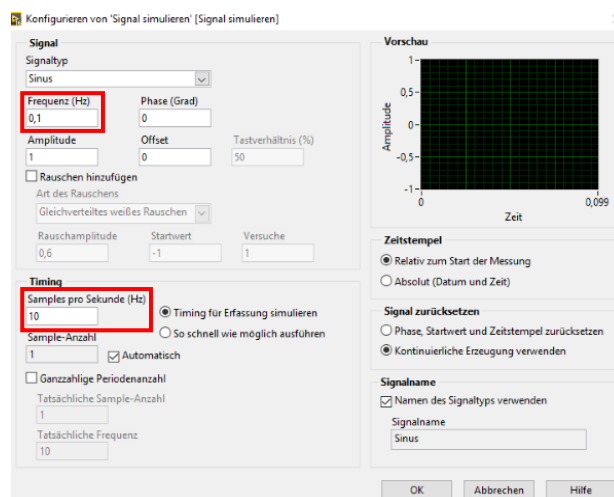 Konfigurieren von 'Signal simulieren' [Signal simulieren]
Signal
Signaltyp
Sinus
Frequenz (Hz)
Phase (Grad)
0,1
0
Amplitude
Offset
Tastverhältnis (%)
1
0
50
Rauschen hinzufügen
Art des Rauschens
Gleichverteiltes weißes Rauschen
Rauschamplitude
Startwert
Versuche
0,6
-1
1
Timing
Samples pro Sekunde (Hz)
10
Timing für Erfassung simulieren
So schnell wie möglich ausführen
Sample-Anzahl
1
Automatisch
Ganzzahlige Periodenanzahl
Tatsächliche Sample-Anzahl
1
Tatsächliche Frequenz
10
Vorschau
Amplitude
1
0,5
0
-0,5
-1
0
0,099
Zeit
Zeitstempel
Relativ zum Start der Messung
Absolut (Datum und Zeit)
Signal zurücksetzen
Phase, Startwert und Zeitstempel zurücksetzen
Kontinuierliche Erzeugung verwenden
Signalname
Namen des Signaltyps verwenden
Signalname
Sinus
OK
Abbrechen
Hilfe